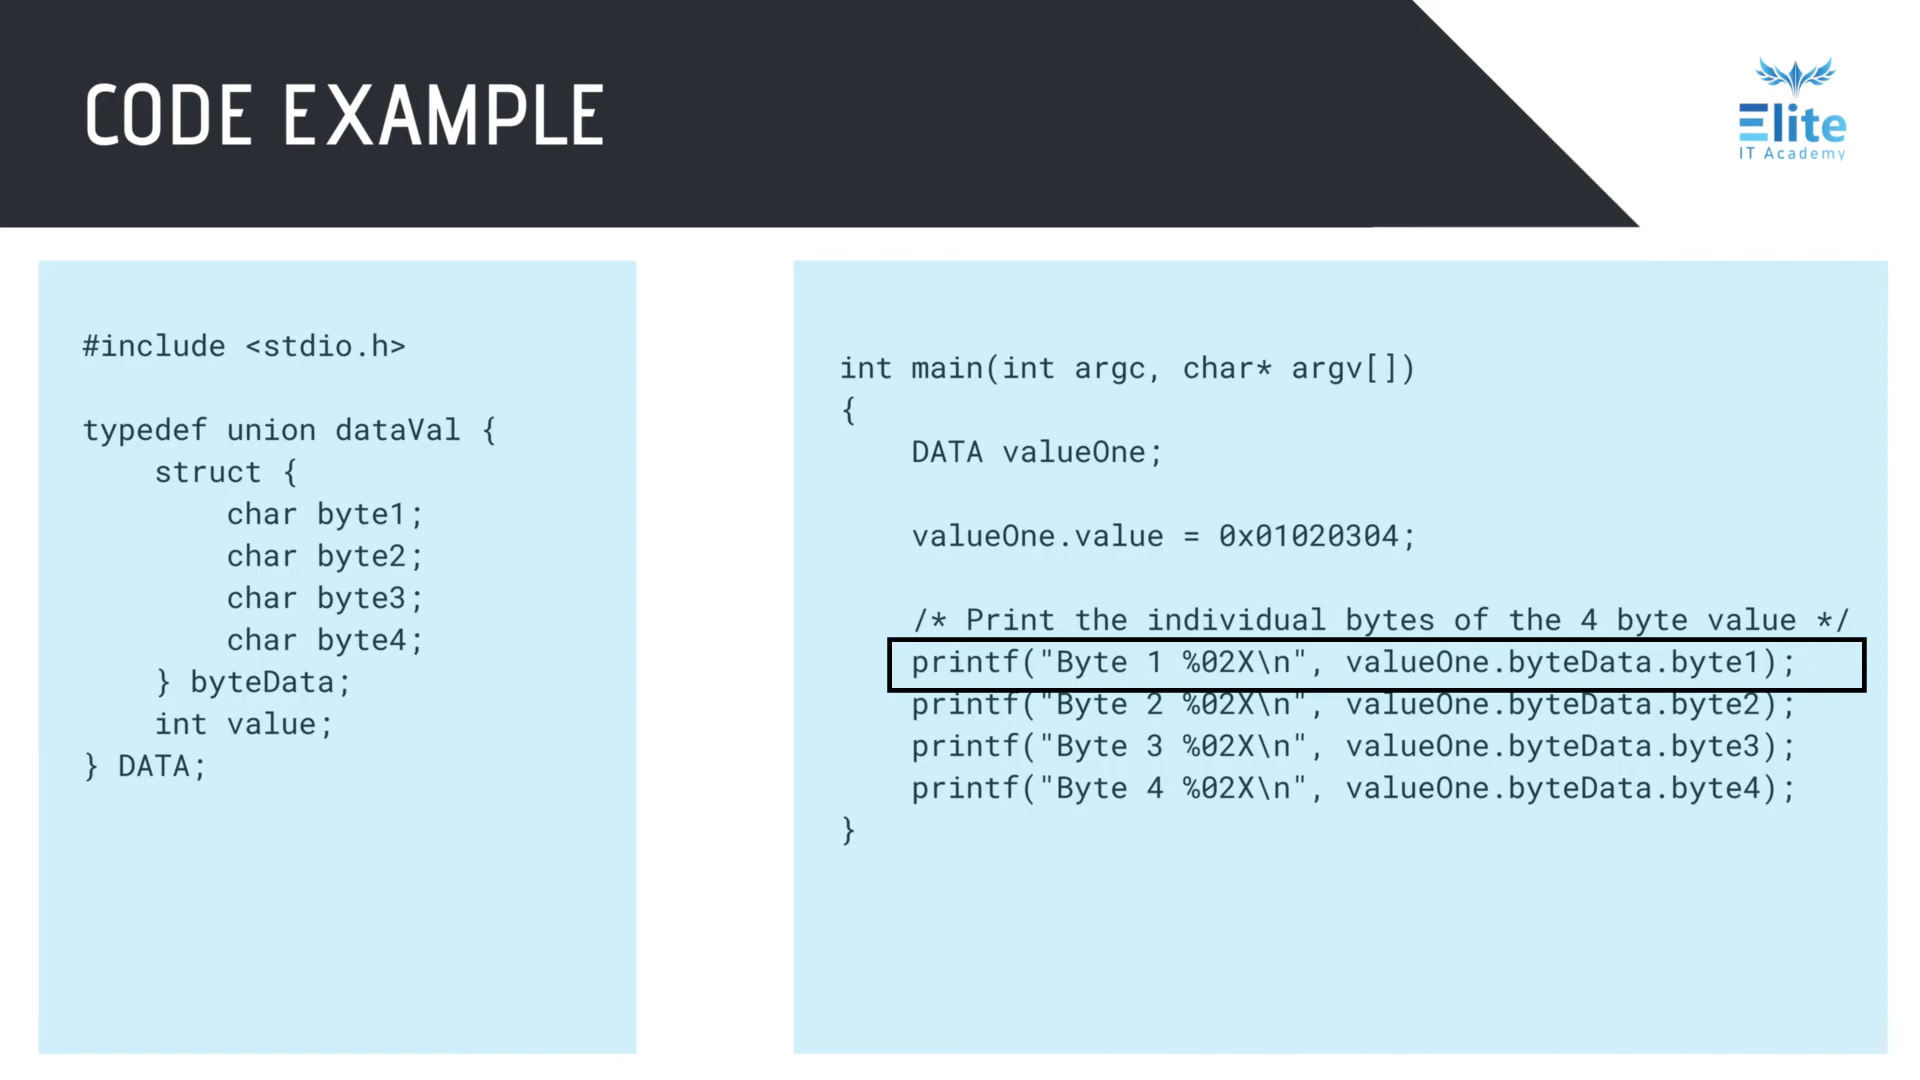 CODE EXAMPLE
Elite
IT Academy
#include <stdio.h>
typedef union dataVal {
struct {
char byte1;
char byte2;
char byte3;
char byte4;
} byteData;
int value;
} DATA;
int main(int argc, char* argv[])
{
DATA valueOne;
valueOne.value = 0x01020304;
/* Print the individual bytes of the 4 byte value */
printf("Byte 1 %02X\n", valueOne.byteData.byte1);
printf("Byte 2 %02X\n", valueOne.byteData.byte2);
printf("Byte 3 %02X\n", valueOne.byteData.byte3);
printf("Byte 4 %02X\n", valueOne.byteData.byte4);
}